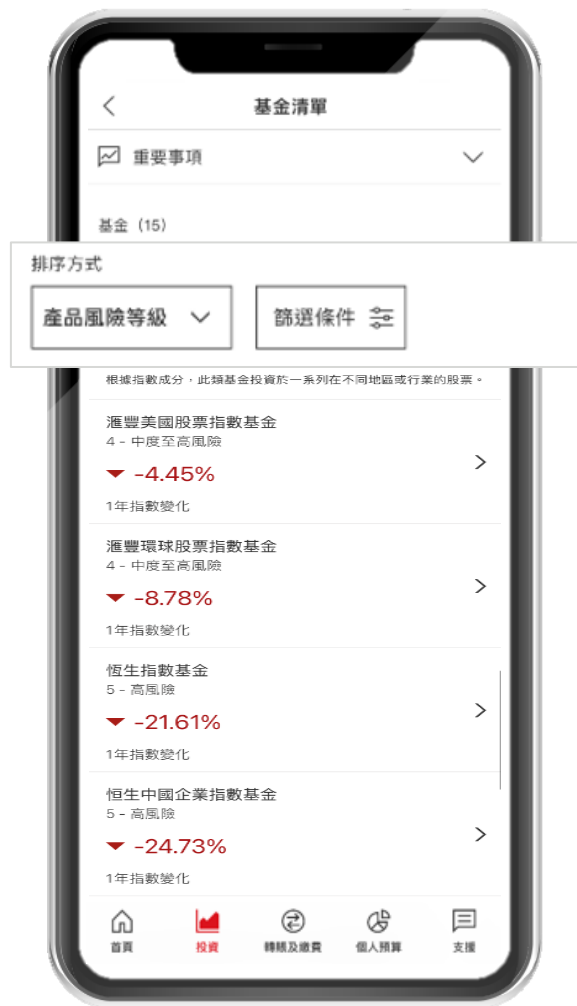 基金清單
重要事項
基金（15）
排序方式
產品風險等級
篩選條件
根據指數成分，此類基金投資於一系列在不同地區或行業的股票。
滙豐美國股票指數基金
4 - 中度至高風險
-4.45%
1年指數變化
滙豐環球股票指數基金
4 - 中度至高風險
-8.78%
1年指數變化
恆生指數基金
5 - 高風險
-21.61%
1年指數變化
恒生中國企業指數基金
5 - 高風險
-24.73%
1年指數變化
首頁 投資 轉賬及繳費 個人預算 支援